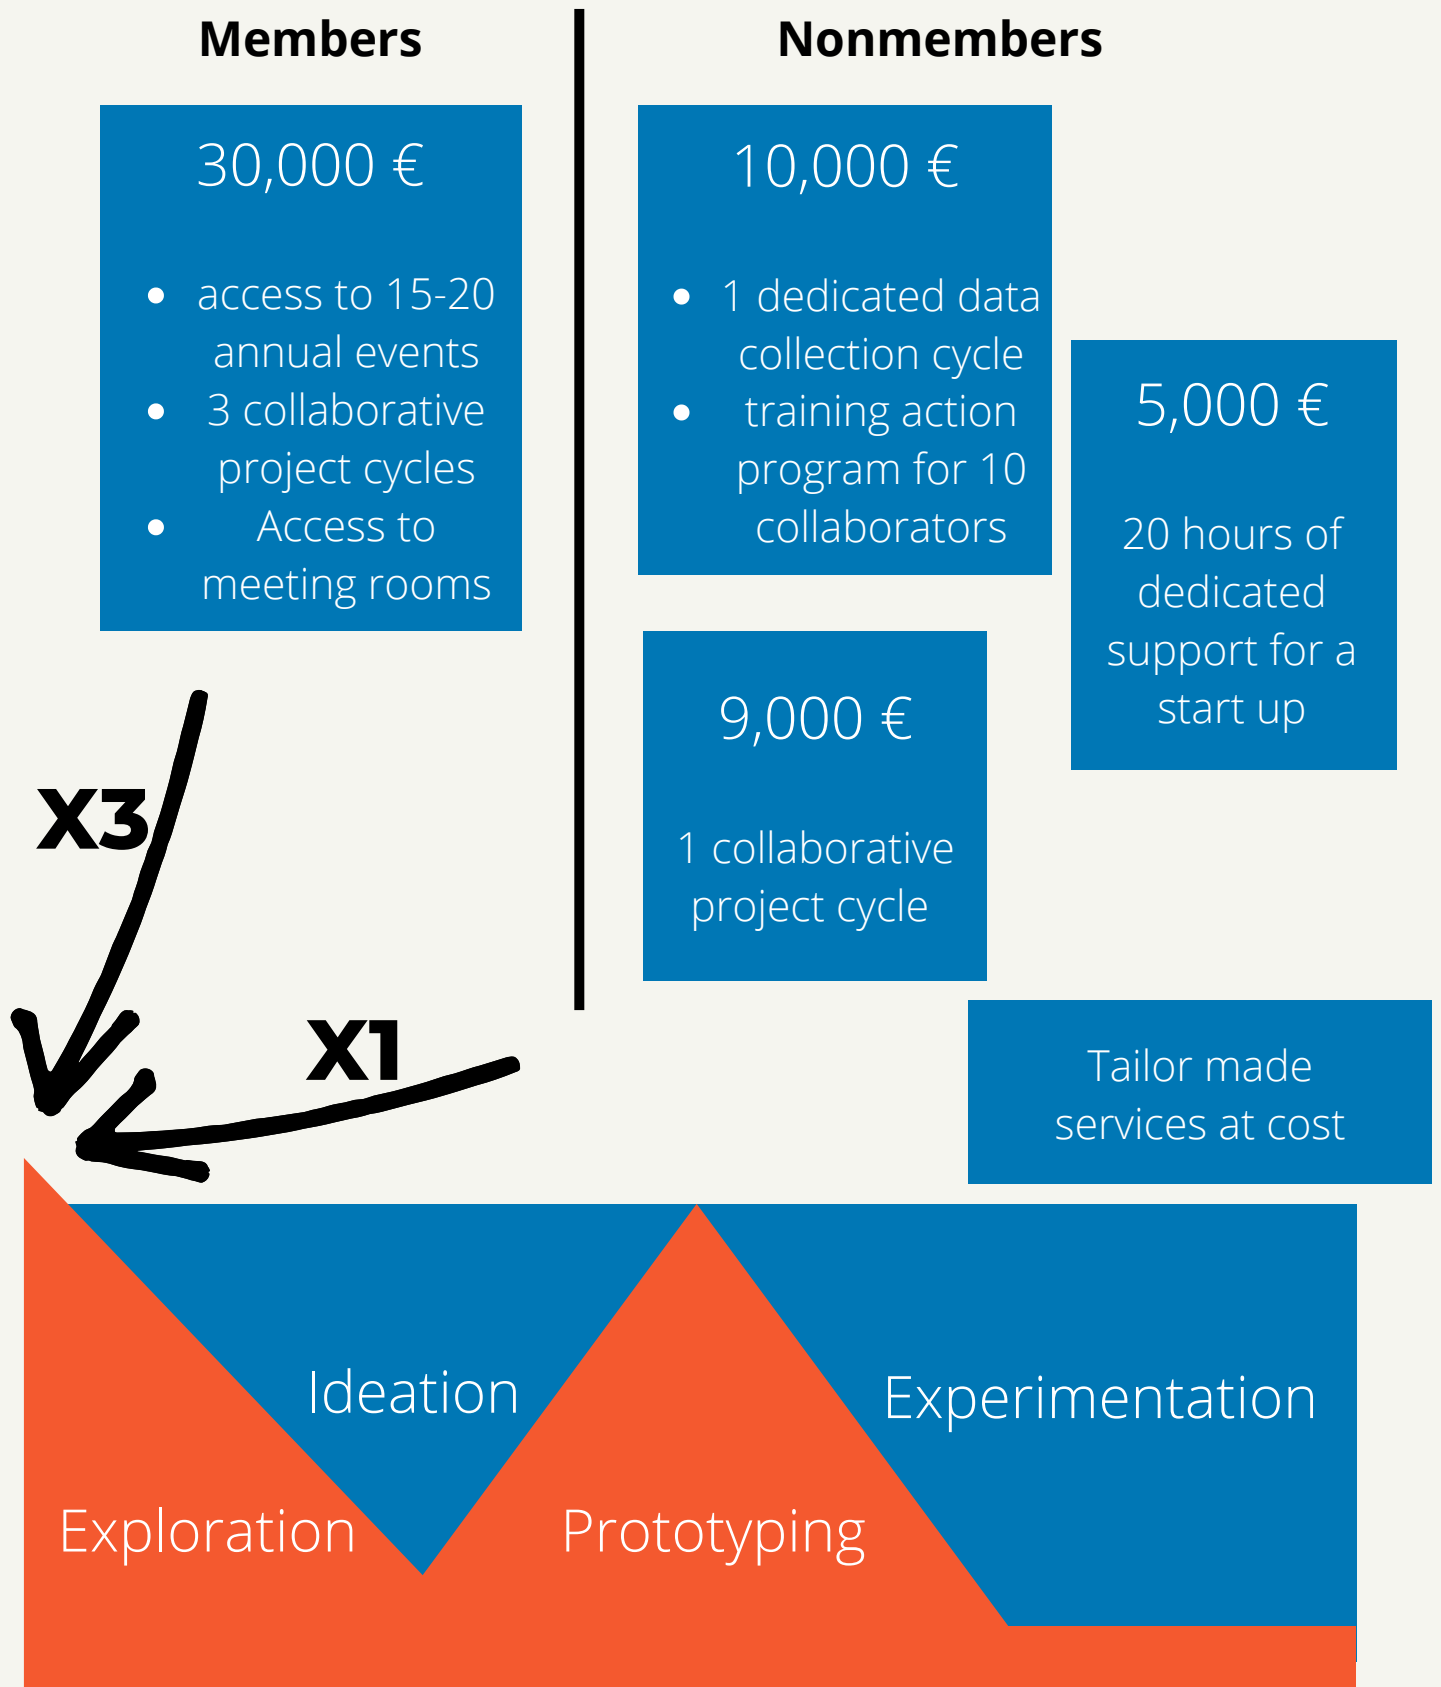 Members
30,000 €
• access to 15-20
annual events
• 3 collaborative
project cycles
• Access to
meeting rooms
Nonmembers
10,000 €
• 1 dedicated data
collection cycle
• training action
program for 10
collaborators
5,000 €
20 hours of
dedicated
support for a
start up
9,000 €
1 collaborative
project cycle
Tailor made
services at cost
X3
X1
Exploration
Ideation
Prototyping
Experimentation